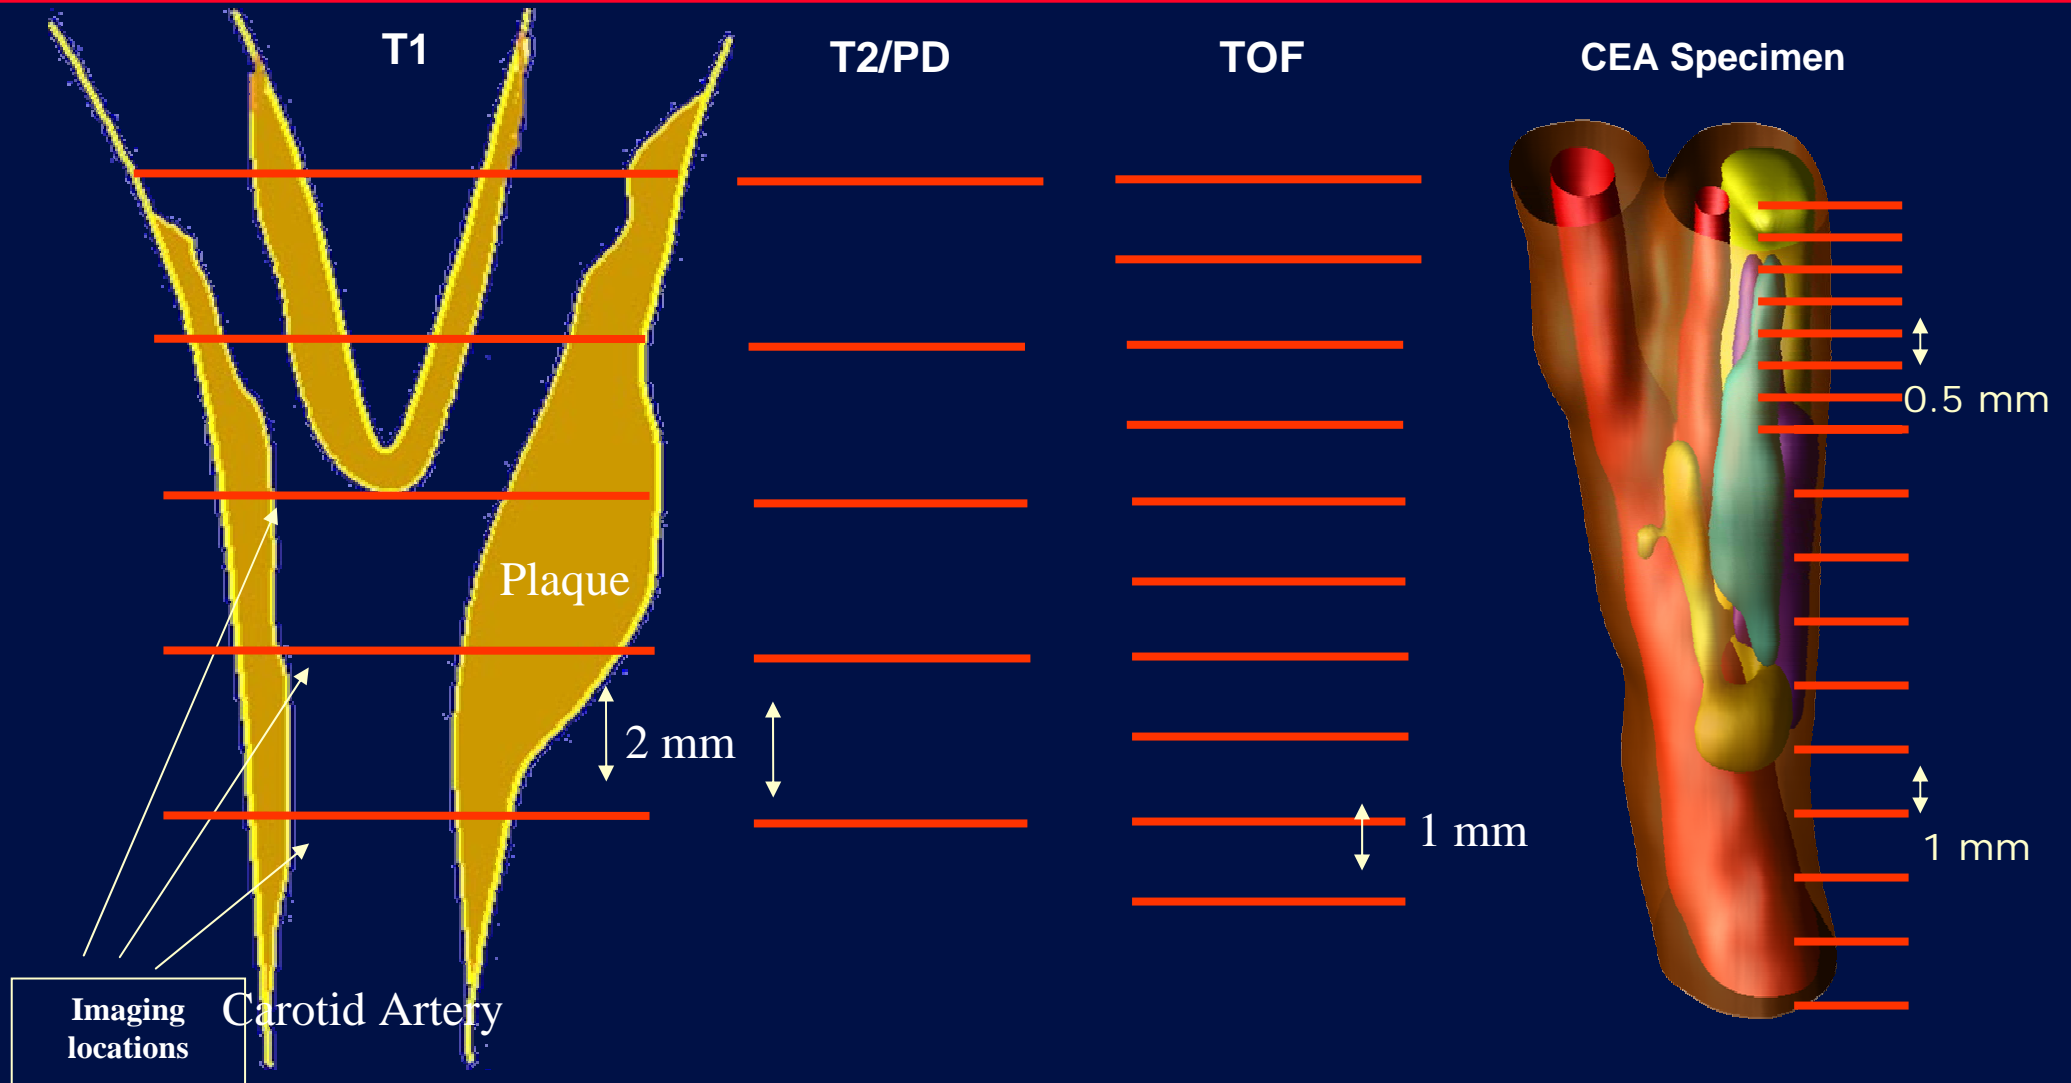 T1
T2/PD
TOF
CEA Specimen
0.5 mm
Plaque
2 mm
1 mm
1 mm
Imaging
locations
Carotid Artery